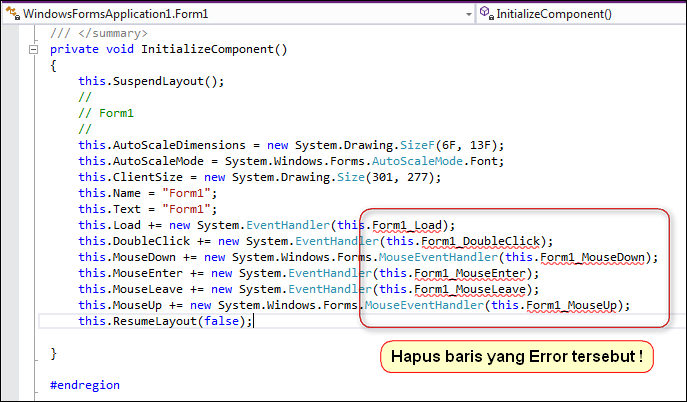 WindowsFormsApplication1.Form1
InitializeComponent()
/// </summary>
private void InitializeComponent()
{
this.SuspendLayout();
//
// Form1
//
this.AutoScaleDimensions = new System.Drawing.SizeF(6F, 13F);
this.AutoScaleMode = System.Windows.Forms.AutoScaleMode.Font;
this.ClientSize = new System.Drawing.Size(301, 277);
this.Name = "Form1";
this.Text = "Form1";
this.Load += new System.EventHandler(this.Form1_Load);
this.DoubleClick += new System.EventHandler(this.Form1_DoubleClick);
this.MouseDown += new System.Windows.Forms.MouseEventHandler(this.Form1_MouseDown);
this.MouseEnter += new System.EventHandler(this.Form1_MouseEnter);
this.MouseLeave += new System.EventHandler(this.Form1_MouseLeave);
this.MouseUp += new System.Windows.Forms.MouseEventHandler(this.Form1_MouseUp);
this.ResumeLayout(false);
}
Hapus baris yang Error tersebut !
#endregion